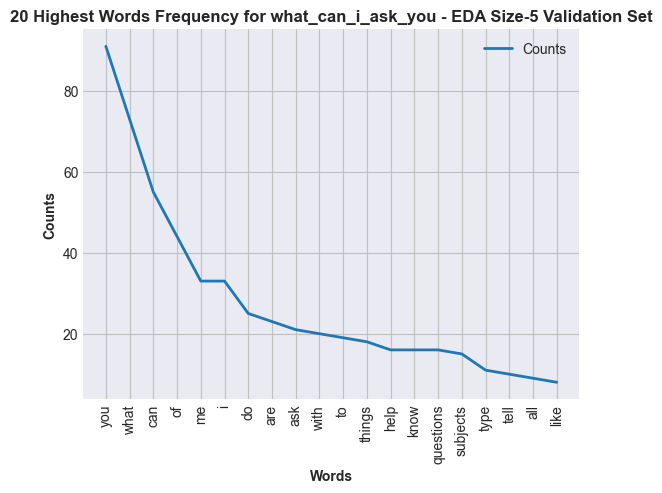 20 Highest Words Frequency for what_can_i_ask_you - EDA Size-5 Validation Set
Counts
80
60
40
20
Counts
you
what
can
of
me
i
do
are
ask
with
to
things
help
know
questions
subjects
type
tell
all
like
Words